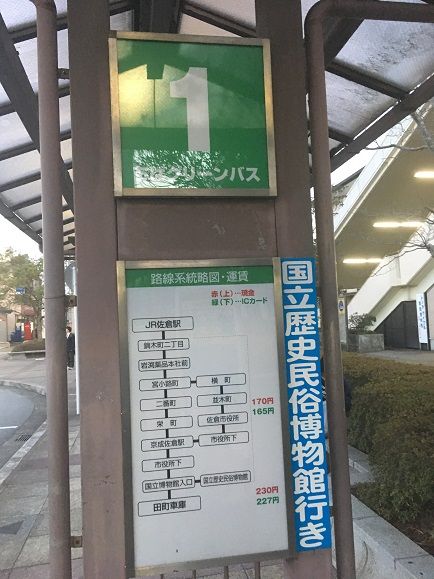 1
グリーンバス
路線系統略図・運賃
赤（上）…現金
緑（下）…ICカード
JR佐倉駅
鏑木町二丁目
岩渕薬品本社前
宮小路町 横町
二番町 並木町
栄町 佐倉市役所
170円
165円
京成佐倉駅 市役所下
市役所下
国立博物館入口 国立歴史民俗博物館
田町車庫
230円
227円
国立歴史民俗博物館行き